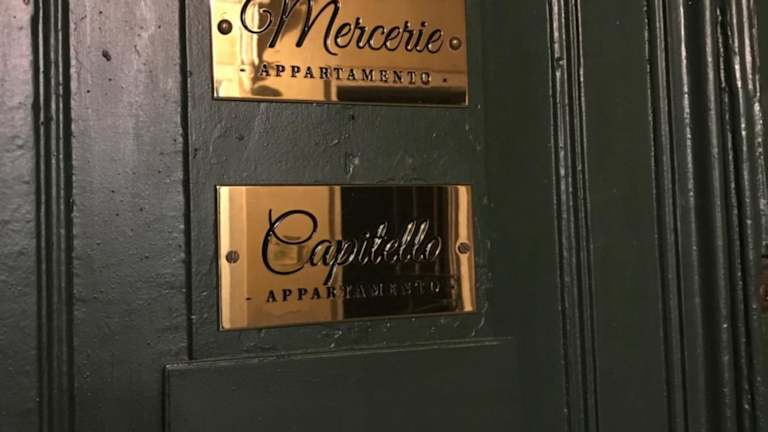 Mercerie
- APPARTAMENTO -
Capitello
- APPARTAMENTO -